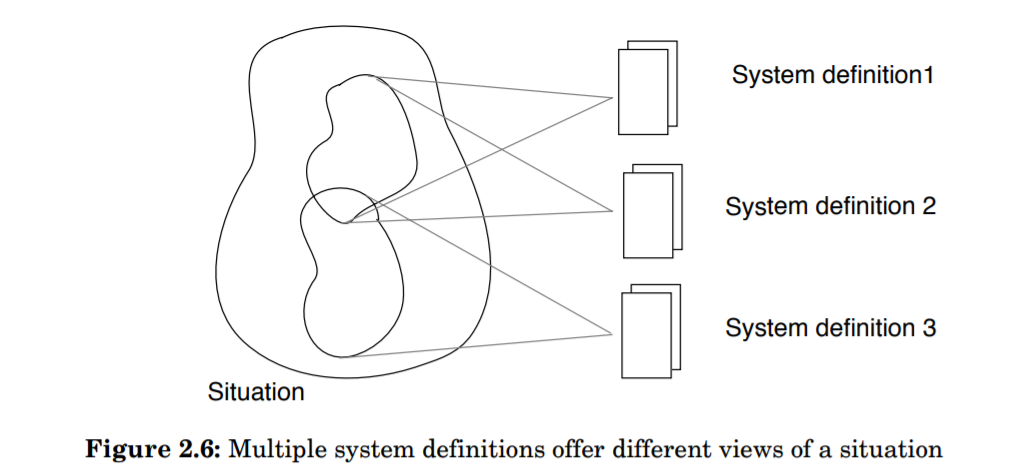 System definition1
System definition 2
System definition 3
Situation
Figure 2.6: Multiple system definitions offer different views of a situation